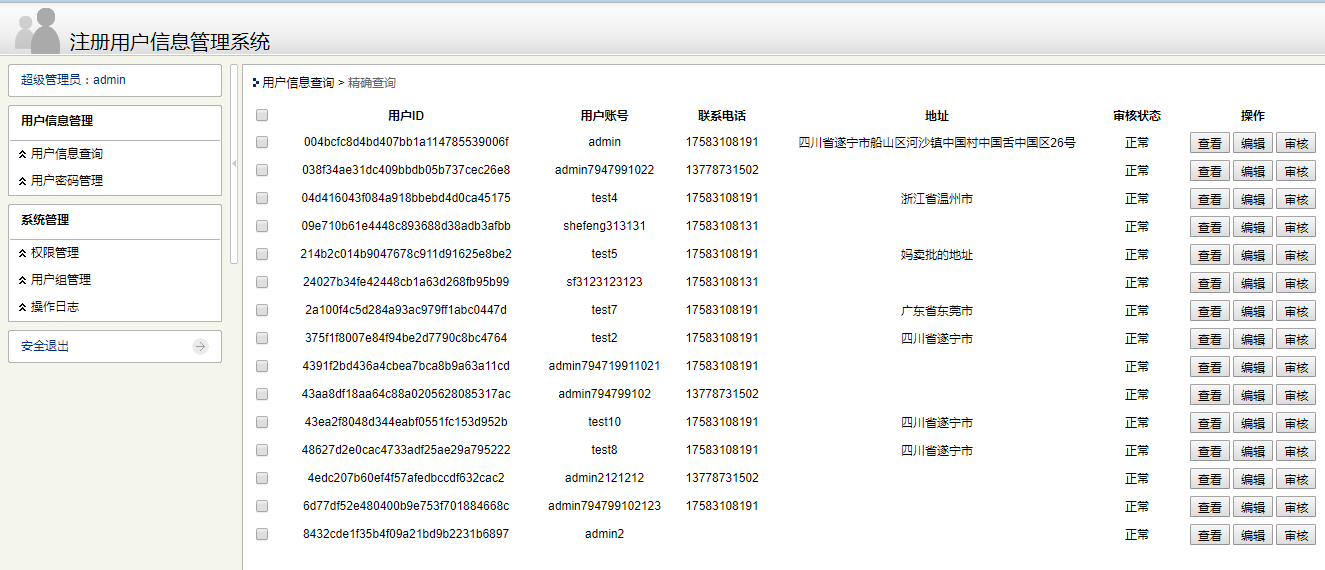 注册用户信息管理系统
超级管理员：admin
用户信息管理
用户信息查询
用户密码管理
系统管理
权限管理
用户组管理
操作日志
安全退出
用户信息查询 > 精确查询
用户ID 用户账号 联系电话 地址 审核状态 操作
004bcfc8d4bd407bb1a114785539006f admin 17583108191 四川省遂宁市船山区河沙镇中国村中国舌中国区26号 正常 查看 编辑 审核
038f34ae31dc409bbdb05b737cec26e8 admin7947991022 13778731502 正常 查看 编辑 审核
04d416043f084a918bbebd4d0ca45175 test4 17583108191 浙江省温州市 正常 查看 编辑 审核
09e710b61e4448c893688d38adb3afbb shefeng313131 17583108131 正常 查看 编辑 审核
214b2c014b9047678c911d91625e8be2 test5 17583108191 妈卖批的地址 正常 查看 编辑 审核
24027b34fe42448cb1a63d268fb95b99 sf3123123123 17583108131 正常 查看 编辑 审核
2a100f4c5d284a93ac979ff1abc0447d test7 17583108191 广东省东莞市 正常 查看 编辑 审核
375f1f8007e84f94be2d7790c8bc4764 test2 17583108191 四川省遂宁市 正常 查看 编辑 审核
4391f2bd436a4cbea7bca8b9a63a11cd admin794719911021 17583108191 正常 查看 编辑 审核
43aa8df18aa64c88a0205628085317ac admin794799102 13778731502 正常 查看 编辑 审核
43ea2f8048d344eabf0551fc153d952b test10 17583108191 四川省遂宁市 正常 查看 编辑 审核
48627d2e0cac4733adf25ae29a795222 test8 17583108191 四川省遂宁市 正常 查看 编辑 审核
4edc207b60ef4f57afedbccdf632cac2 admin2121212 13778731502 正常 查看 编辑 审核
6d77df52e480400b9e753f701884668c admin794799102123 17583108191 正常 查看 编辑 审核
8432cde1f35b4f09a21bd9b2231b6897 admin2 正常 查看 编辑 审核